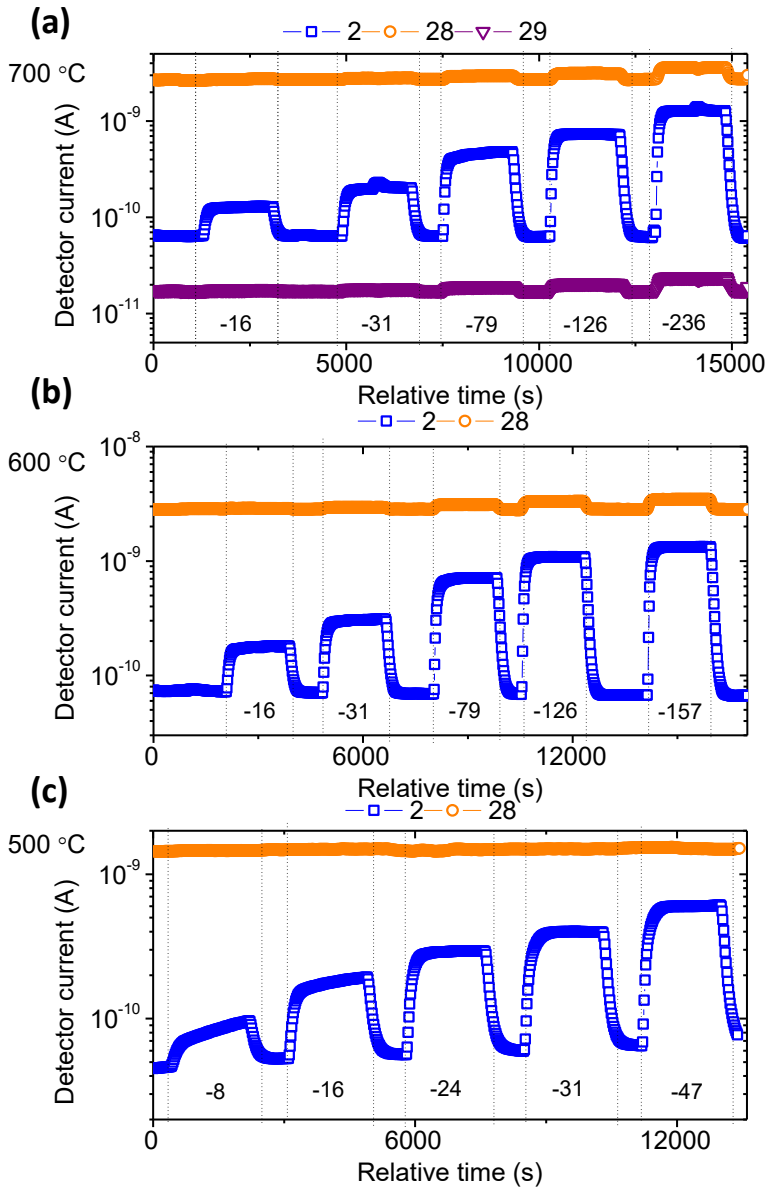 (a)
2 28 29
700 °C
10-9
10-10
10-11
Detector current (A)
-16 -31 -79 -126 -236
0 5000 10000 15000
Relative time (s)
(b)
2 28
600 °C
10-8
10-9
10-10
Detector current (A)
-16 -31 -79 -126 -157
0 6000 12000
Relative time (s)
(c)
2 28
500 °C
10-9
10-10
Detector current (A)
-8 -16 -24 -31 -47
0 6000 12000
Relative time (s)